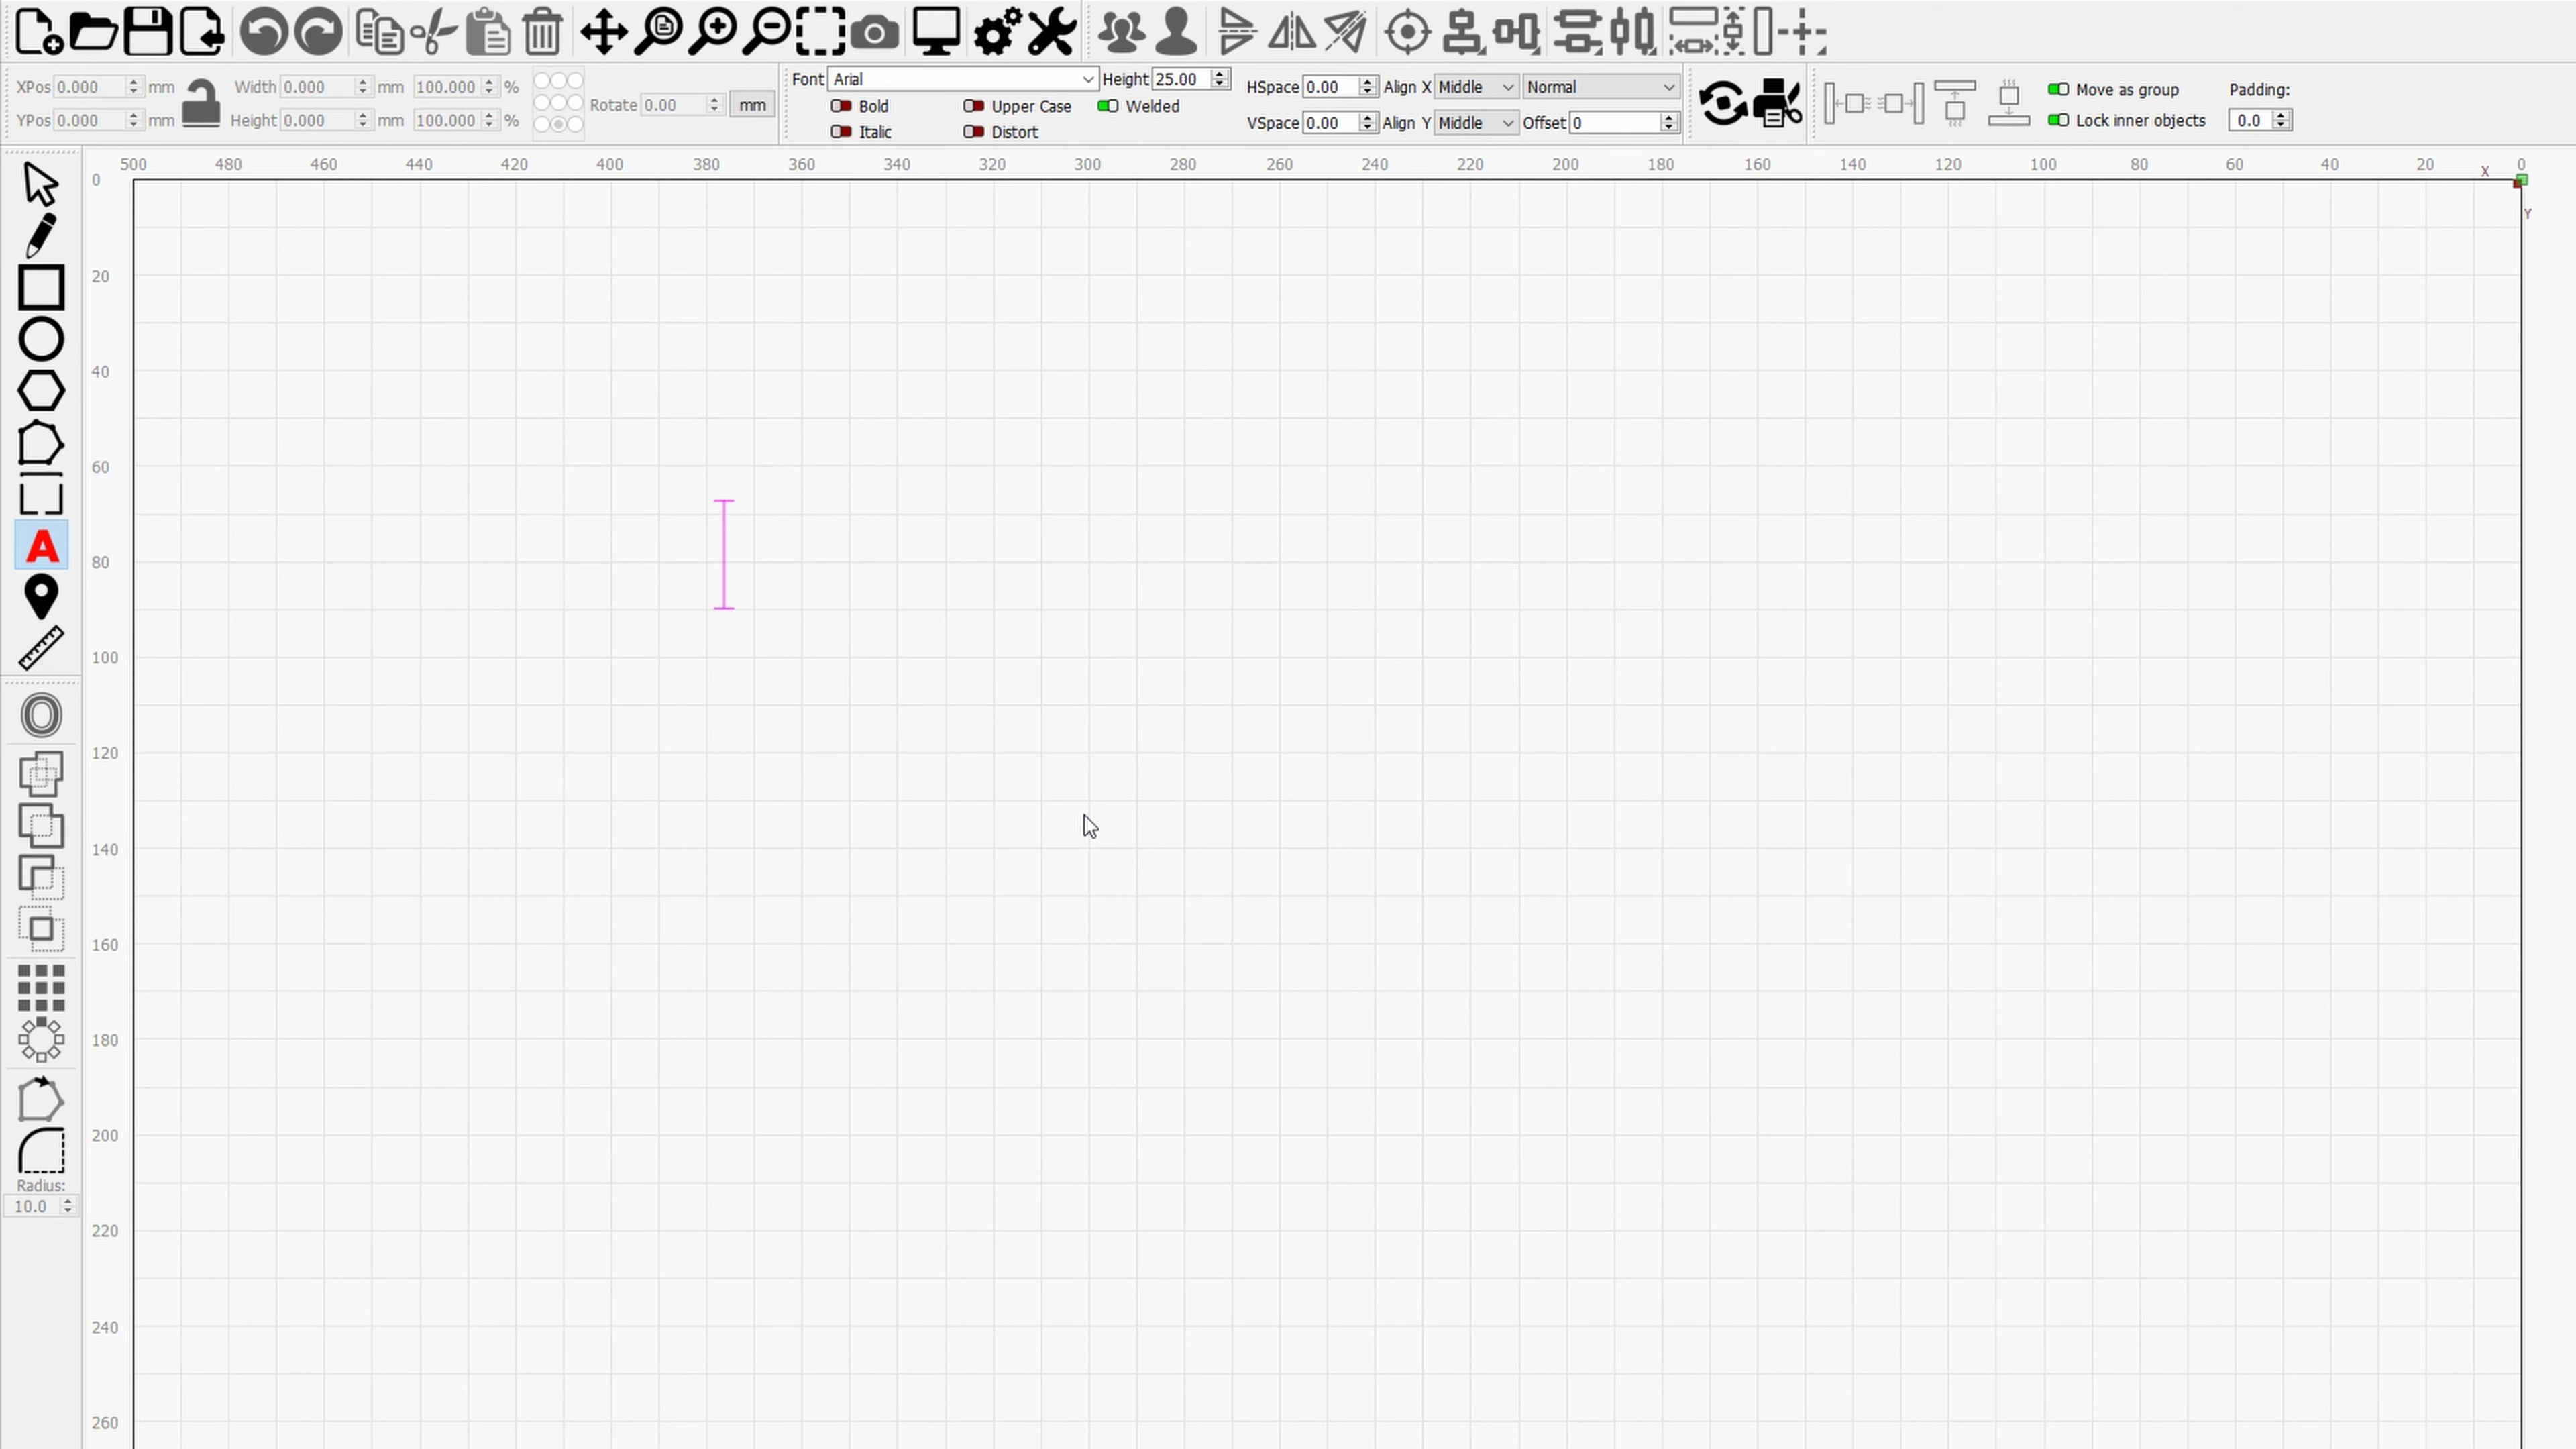 XPos 0.000 mm Width 0.000 mm 100.000 % Rotate 0.00 mm Font Arial Height 25.00 HSpace 0.00 Align X Middle Normal Move as group Padding:
Bold Upper Case Welded
YPos 0.000 mm Height 0.000 mm 100.000 % Italic Distort VSpace 0.00 Align Y Middle Offset 0 Lock inner objects 0.0
500 480 460 440 420 400 380 360 340 320 300 280 260 240 220 200 180 160 140 120 100 80 60 40 20 0
X
0
Y
20
40
60
A
80
100
120
140
160
180
Radius:
10.0
200
220
240
260